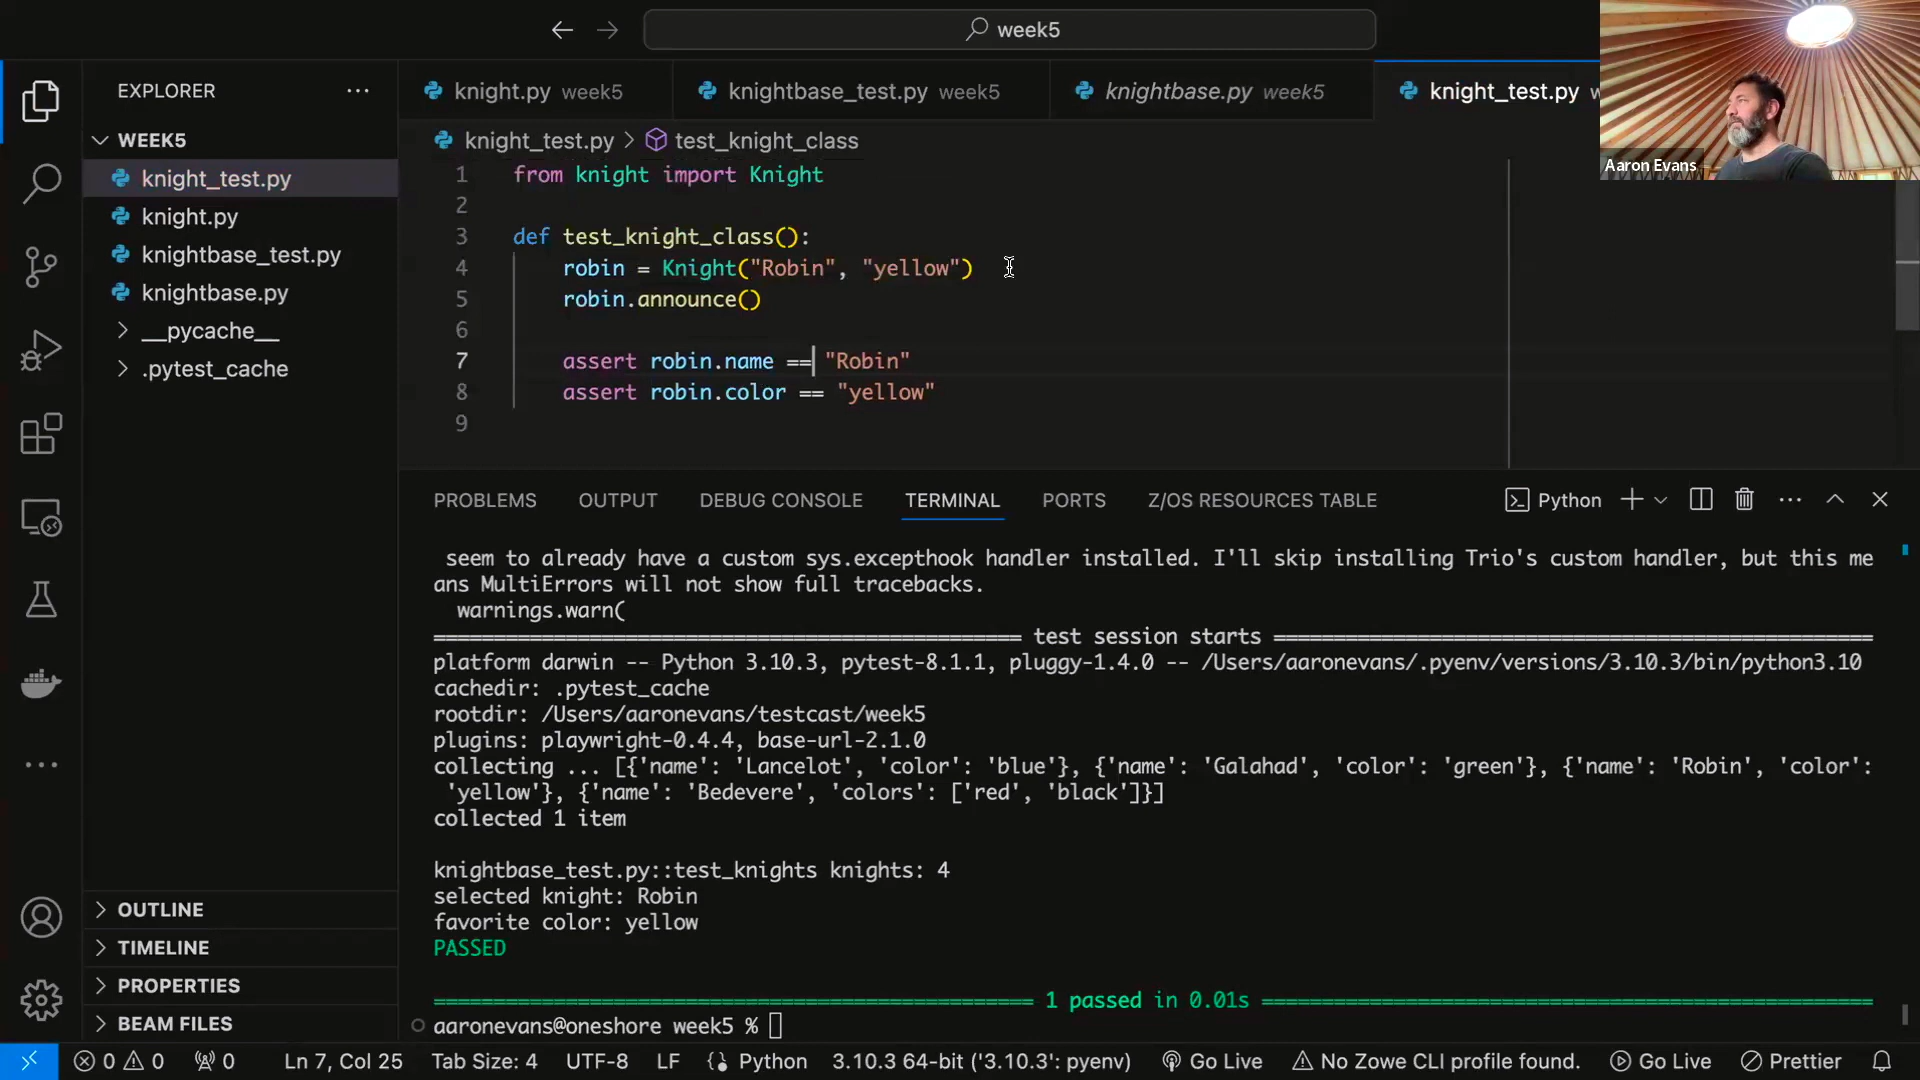 week5
Aaron Evans
EXPLORER
WEEK5
knight_test.py
knight.py
knightbase_test.py
knightbase.py
__pycache__
.pytest_cache
OUTLINE
TIMELINE
PROPERTIES
BEAM FILES
knight.py week5
knightbase_test.py week5
knightbase.py week5
knight_test.py
knight_test.py > test_knight_class
1 from knight import Knight
2
3 def test_knight_class():
4 robin = Knight("Robin", "yellow")
5 robin.announce()
6
7 assert robin.name == "Robin"
8 assert robin.color == "yellow"
9
PROBLEMS OUTPUT DEBUG CONSOLE TERMINAL PORTS Z/OS RESOURCES TABLE Python
seem to already have a custom sys.excepthook handler installed. I'll skip installing Trio's custom handler, but this me
ans MultiErrors will not show full tracebacks.
warnings.warn(
test session starts
platform darwin -- Python 3.10.3, pytest-8.1.1, pluggy-1.4.0 -- /Users/aaronevans/.pyenv/versions/3.10.3/bin/python3.10
cachedir: .pytest_cache
rootdir: /Users/aaronevans/testcast/week5
plugins: playwright-0.4.4, base-url-2.1.0
collecting ... [{'name': 'Lancelot', 'color': 'blue'}, {'name': 'Galahad', 'color': 'green'}, {'name': 'Robin', 'color':
'yellow'}, {'name': 'Bedevere', 'colors': ['red', 'black']}]
collected 1 item
knightbase_test.py::test_knights knights: 4
selected knight: Robin
favorite color: yellow
PASSED
1 passed in 0.01s
aaronevans@oneshore week5 %
0 0 0 Ln 7, Col 25 Tab Size: 4 UTF-8 LF Python 3.10.3 64-bit ('3.10.3': pyenv) Go Live No Zowe CLI profile found. Go Live Prettier